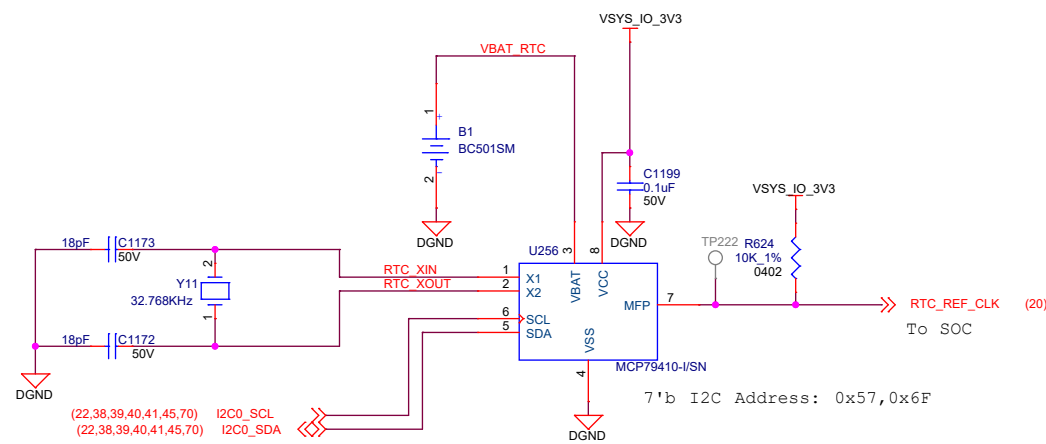 VSYS_IO_3V3
VBAT_RTC
1
+
B1
BC501SM
2
-
C1199
0.1uF
50V
VSYS_IO_3V3
DGND
DGND
18pF
C1173
50V
TP222
R624
10K_1%
0402
U256
3
8
2
Y11
32.768KHz
1
RTC_XIN
RTC_XOUT
1
X1
2
X2
VBAT
VCC
MFP
7
RTC_REF_CLK
(20)
To SOC
6
SCL
5
SDA
VSS
18pF
C1172
50V
4
MCP79410-I/SN
DGND
7'b I2C Address: 0x57,0x6F
(22,38,39,40,41,45,70)
I2C0_SCL
(22,38,39,40,41,45,70)
I2C0_SDA
DGND